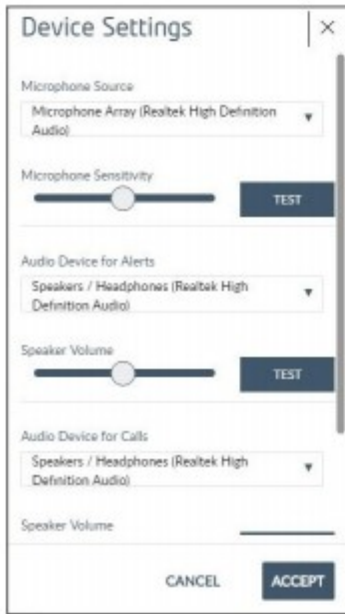 Device Settings
Microphone Source
Microphone Array (Realtek High Definition
Audio)
Microphone Sensitivity
TEST
Audio Device for Alerts
Speakers / Headphones (Realtek High
Definition Audio)
Speaker Volume
TEST
Audio Device for Calls
Speakers / Headphones (Realtek High
Definition Audio)
Speaker Volume
CANCEL
ACCEPT